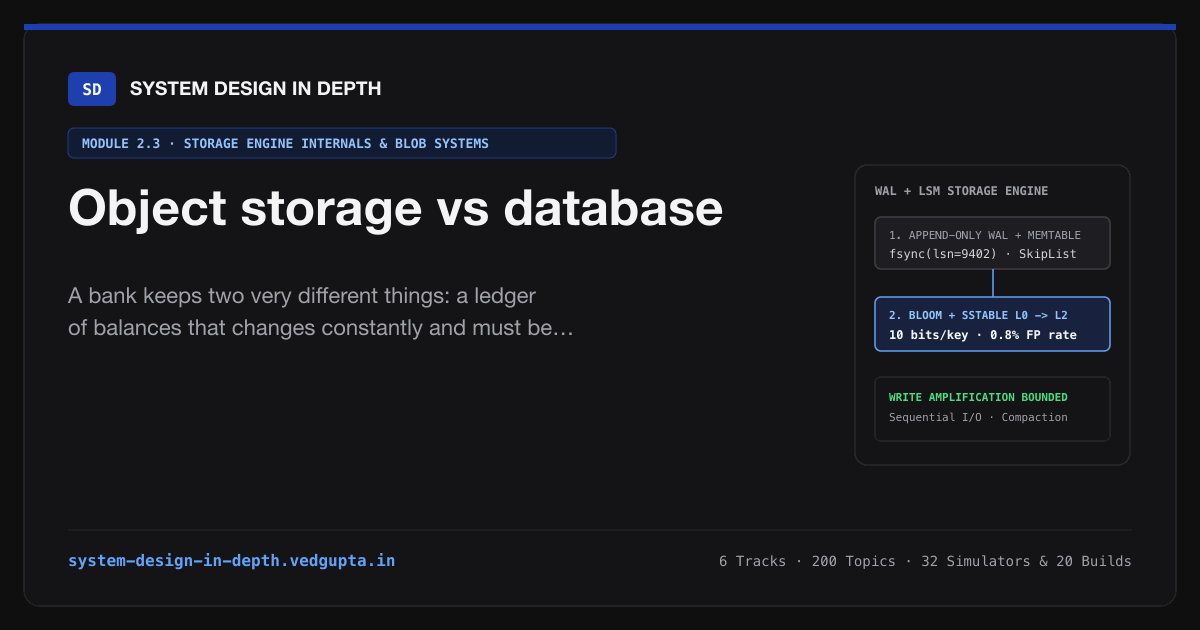 SD
SYSTEM DESIGN IN DEPTH
MODULE 2.3 · STORAGE ENGINE INTERNALS & BLOB SYSTEMS
Object storage vs database
A bank keeps two very different things: a ledger
of balances that changes constantly and must be…
WAL + LSM STORAGE ENGINE
1. APPEND-ONLY WAL + MEMTABLE
fsync(lsn=9402) · SkipList
2. BLOOM + SSTABLE L0 -> L2
10 bits/key · 0.8% FP rate
WRITE AMPLIFICATION BOUNDED
Sequential I/O · Compaction
system-design-in-depth.vedgupta.in
6 Tracks · 200 Topics · 32 Simulators & 20 Builds